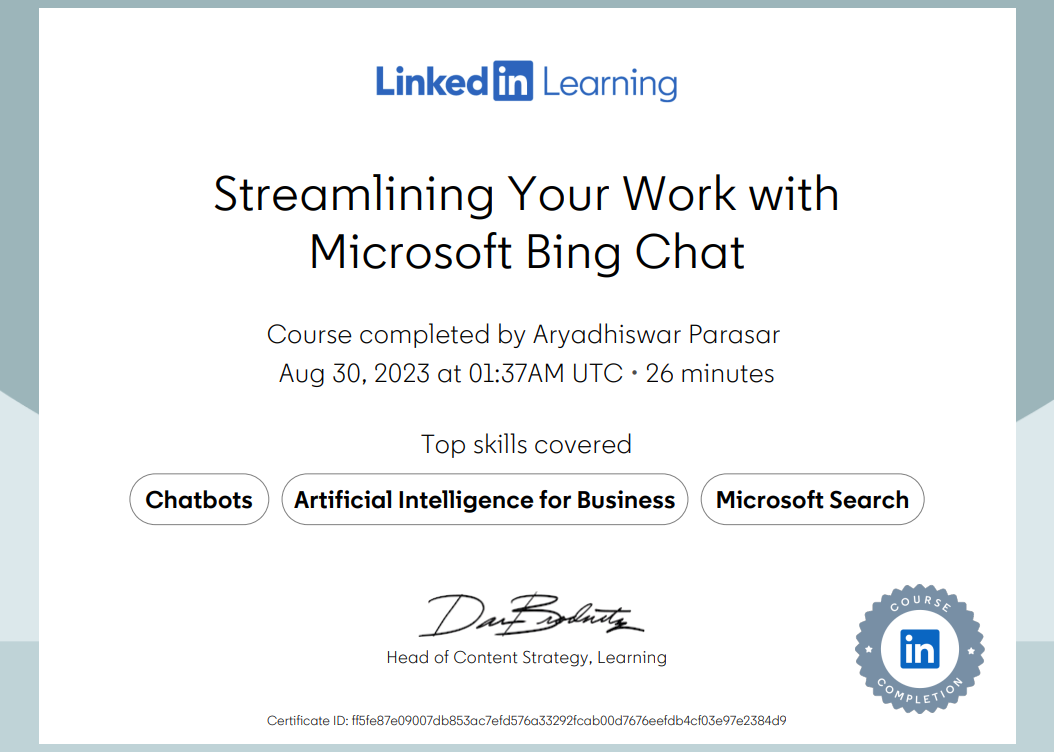 Linked in Learning
Streamlining Your Work with
Microsoft Bing Chat
Course completed by Aryadhiswar Parasar
Aug 30, 2023 at 01:37AM UTC • 26 minutes
Top skills covered
Chatbots Artificial Intelligence for Business Microsoft Search
Dan Brodnitz
Head of Content Strategy, Learning
COURSE
in
COMPLETION
Certificate ID: ff5fe87e09007db853ac7efd576a33292fcab00d7676eefdb4cf03e97e2384d9